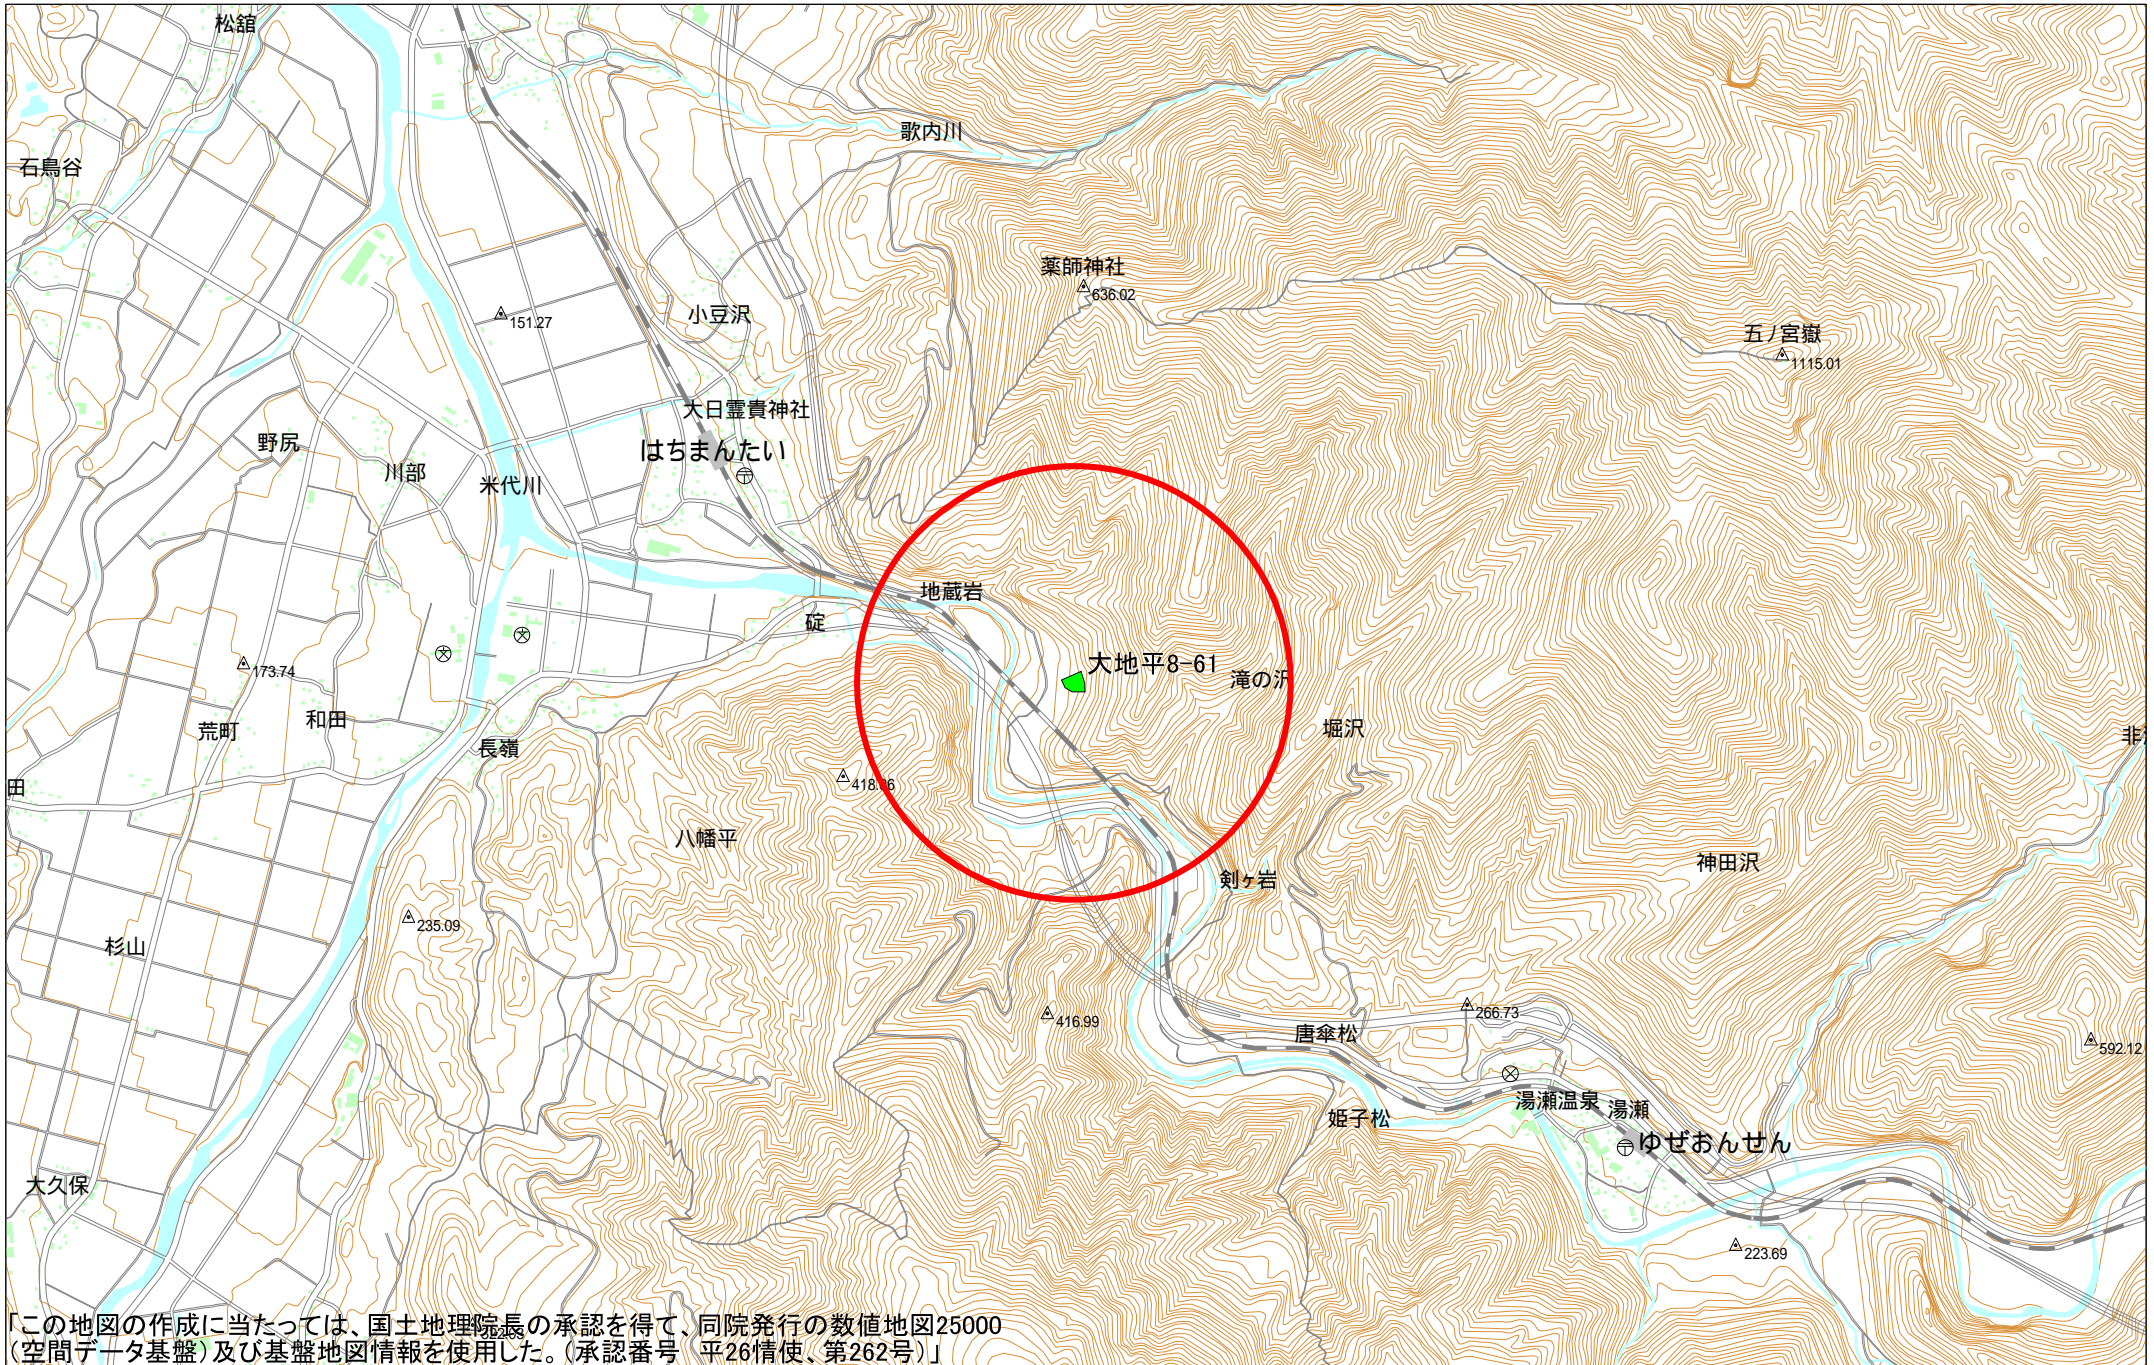 松舘
歌内川
石鳥谷
薬師神社
636.02
小豆沢
151.27
五ノ宮嶽
1115.01
大日霊貴神社
はちまんたい
野尻
川部
米代川
地蔵岩
碇
大地平8-61
滝の沢
173.74
荒町
和田
長嶺
堀沢
田
418.36
八幡平
神田沢
剣ヶ岩
235.09
杉山
416.99
266.73
唐傘松
592.12
湯瀬温泉
湯瀬
姫子松
ゆぜおんせん
大久保
223.69
「この地図の作成に当たっては、国土地理院長の承認を得て、同院発行の数値地図25000
(空間データ基盤)及び基盤地図情報を使用した。(承認番号 平26情使、第262号)」